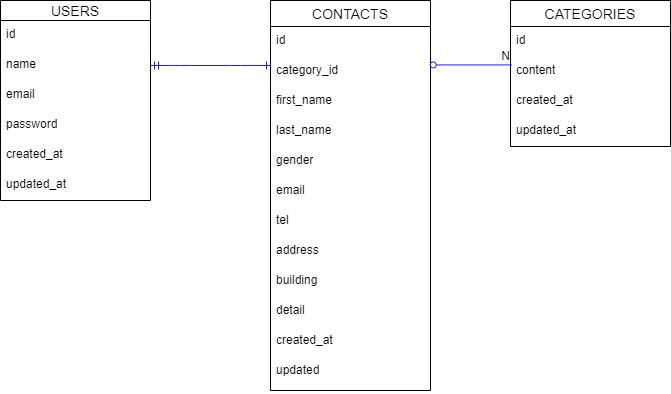 USERS
id
name
email
password
created_at
updated_at
CONTACTS
id
category_id
first_name
last_name
gender
email
tel
address
building
detail
created_at
updated
N
CATEGORIES
id
content
created_at
updated_at